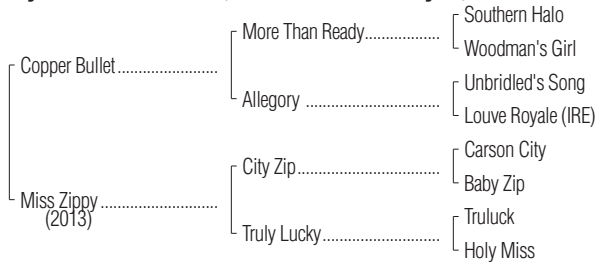 Southern Halo
More Than Ready
Woodman's Girl
Copper Bullet
Unbridled's Song
Allegory
Louve Royale (IRE)
Carson City
City Zip
Baby Zip
Miss Zippy
(2013)
Truluck
Truly Lucky
Holy Miss